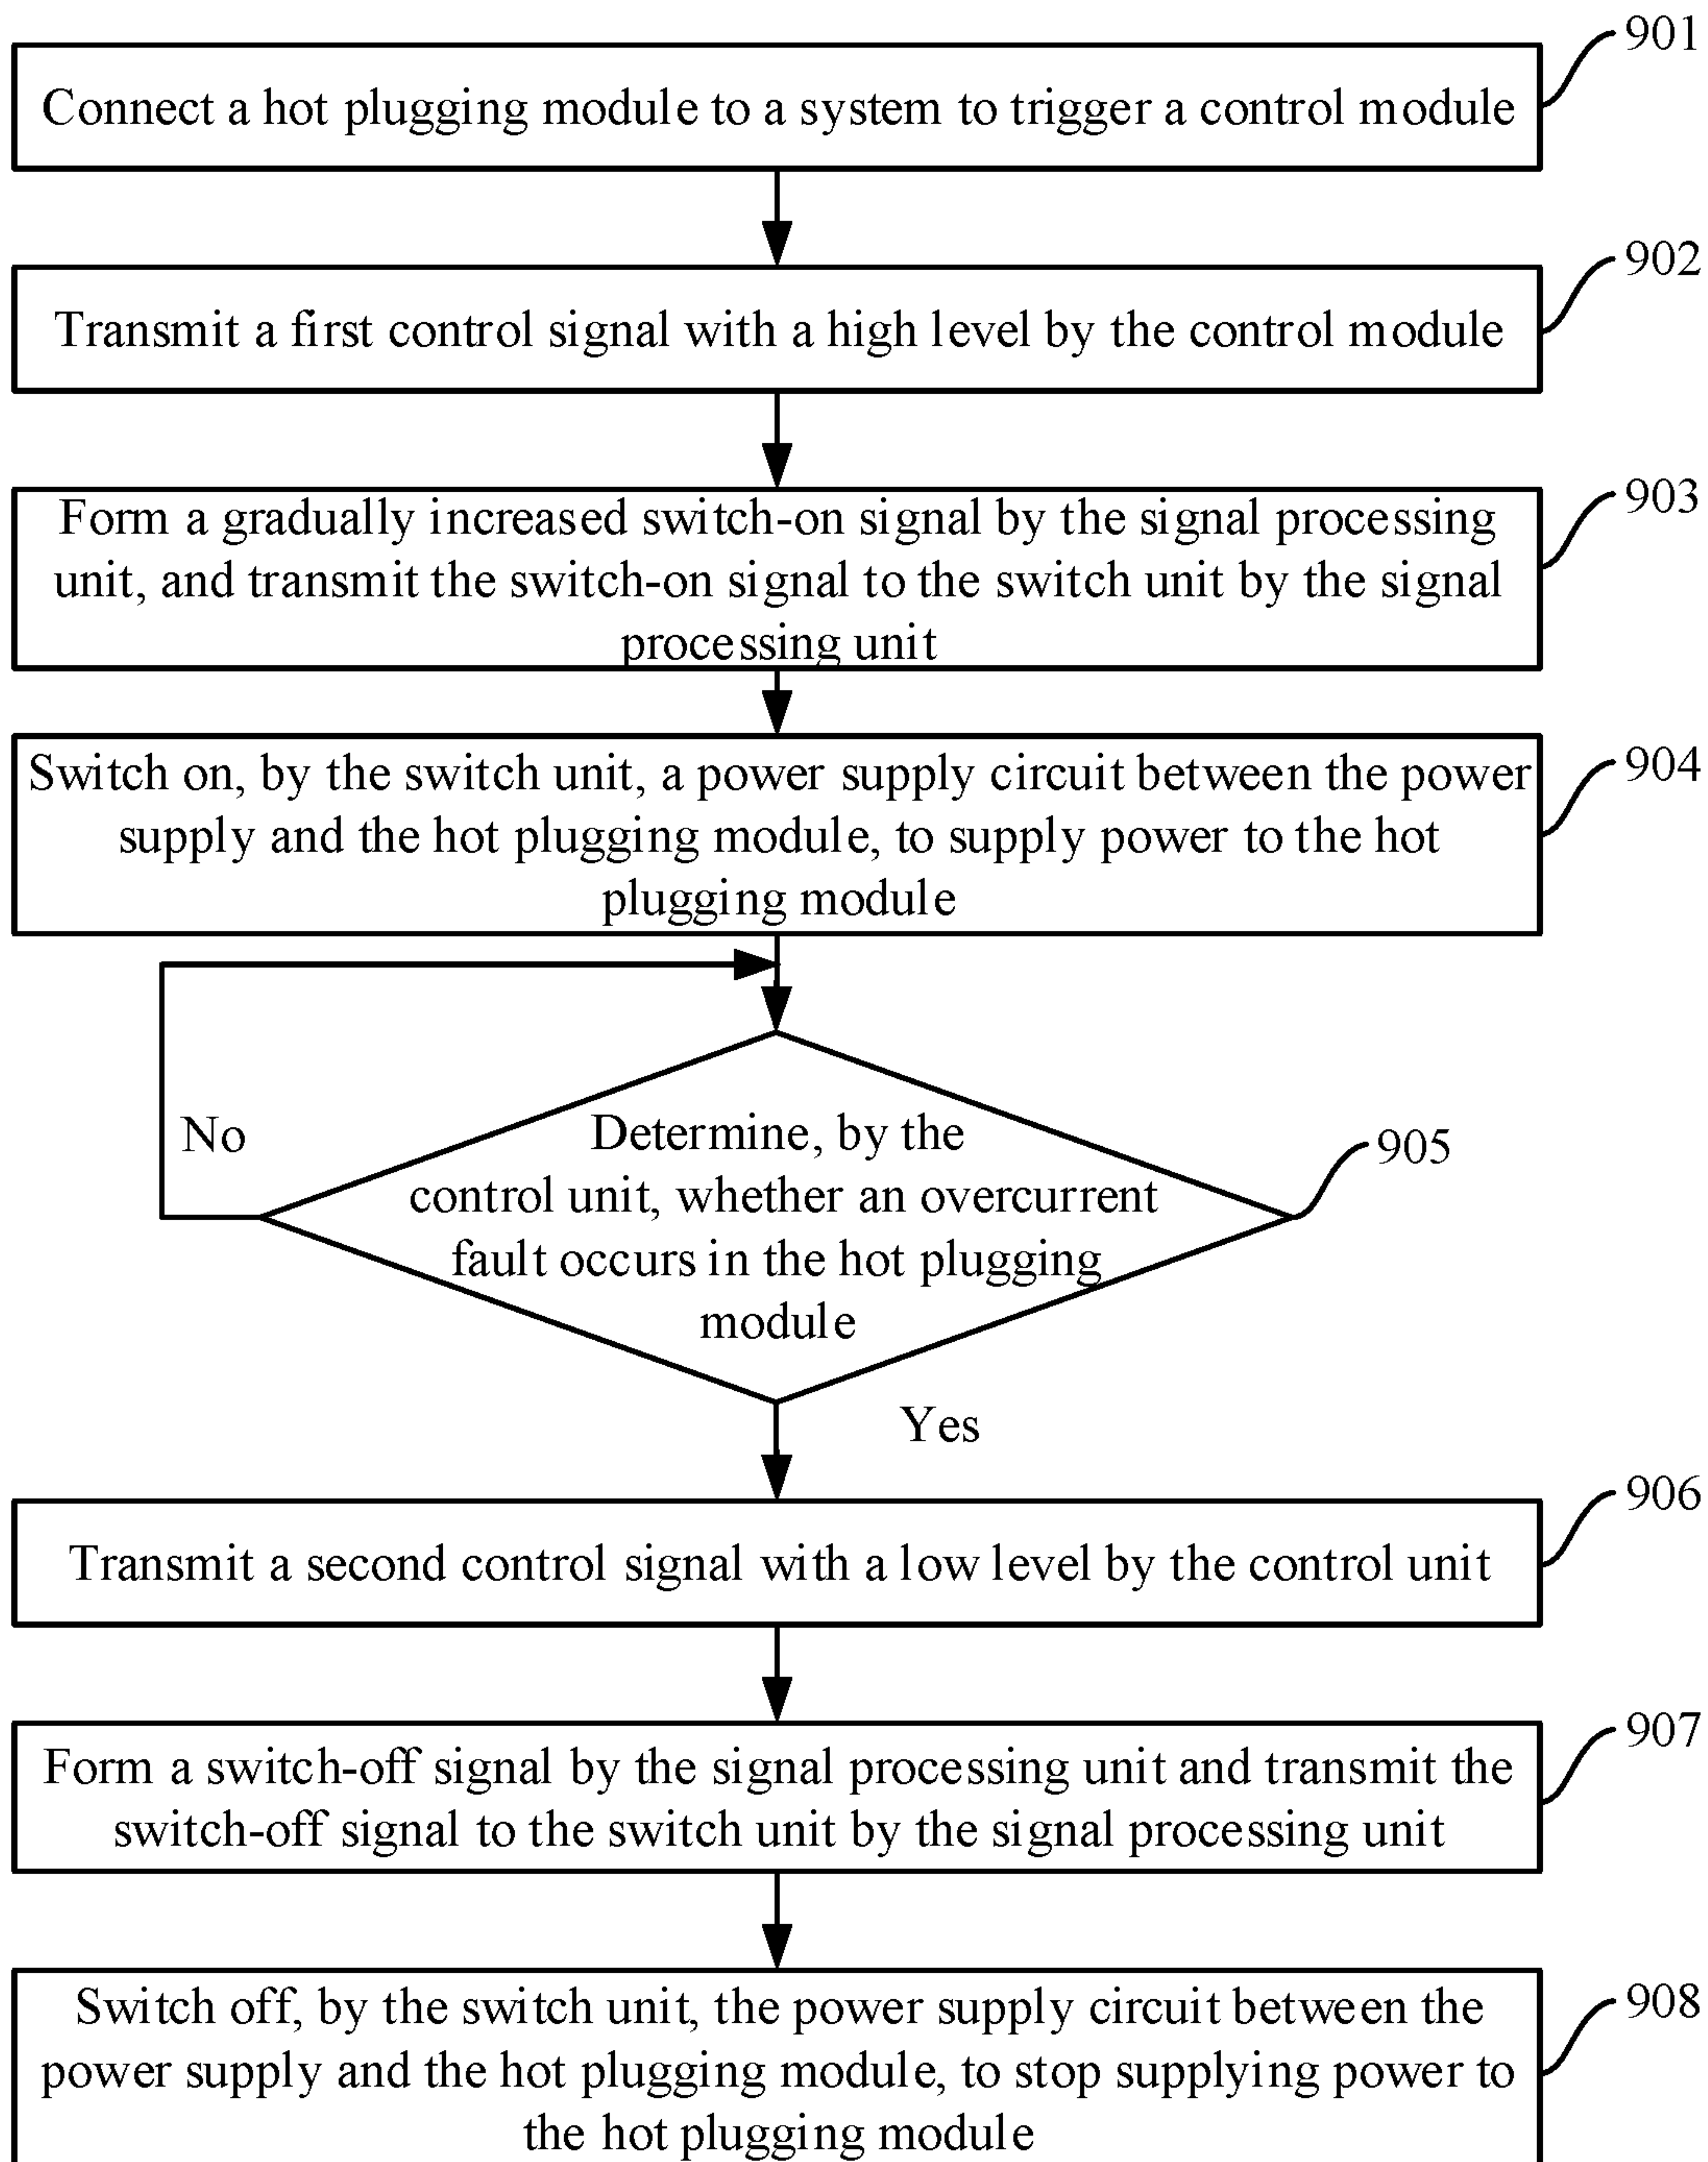 901
Connect a hot plugging module to a system to trigger a control module
902
Transmit a first control signal with a high level by the control module
903
Form a gradually increased switch-on signal by the signal processing
unit, and transmit the switch-on signal to the switch unit by the signal
processing unit
904
Switch on, by the switch unit, a power supply circuit between the power
supply and the hot plugging module, to supply power to the hot
plugging module
No
Determine, by the
control unit, whether an overcurrent
fault occurs in the hot plugging
module
905
Yes
906
Transmit a second control signal with a low level by the control unit
907
Form a switch-off signal by the signal processing unit and transmit the
switch-off signal to the switch unit by the signal processing unit
908
Switch off, by the switch unit, the power supply circuit between the
power supply and the hot plugging module, to stop supplying power to
the hot plugging module